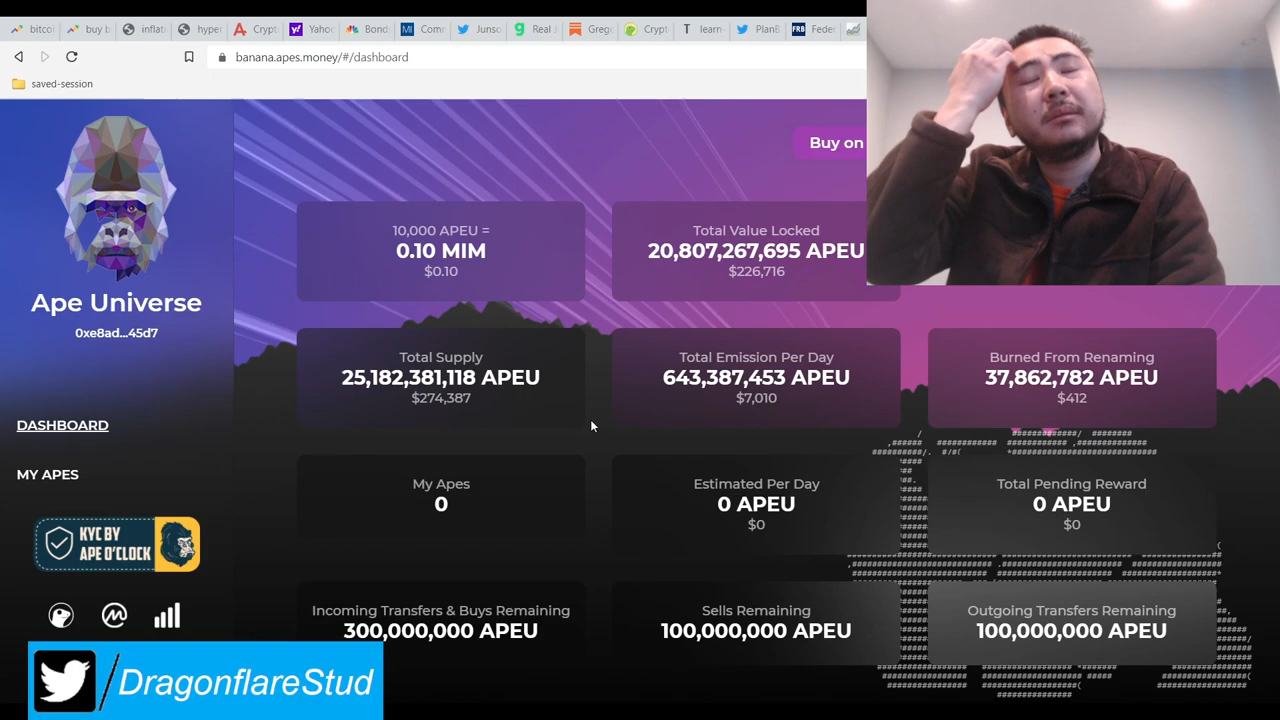 bitcoi
buy b
inflat
hyper
Crypt
Yahoo
Bond
Comm
Junso
Real J
Grego
Crypt
learn-
PlanB
FRB
Feder
banana.apes.money/#/dashboard
saved-session
Buy on
10,000 APEU =
0.10 MIM
$0.10
Total Value Locked
20,807,267,695 APEU
$226,716
Ape Universe
0xe8ad...45d7
Total Supply
25,182,381,118 APEU
$274,387
Total Emission Per Day
643,387,453 APEU
$7,010
Burned From Renaming
37,862,782 APEU
$412
DASHBOARD
MY APES
My Apes
0
Estimated Per Day
0 APEU
$0
Total Pending Reward
0 APEU
$0
KYC BY
APE O'CLOCK
Incoming Transfers & Buys Remaining
300,000,000 APEU
Sells Remaining
100,000,000 APEU
Outgoing Transfers Remaining
100,000,000 APEU
/DragonflareStud